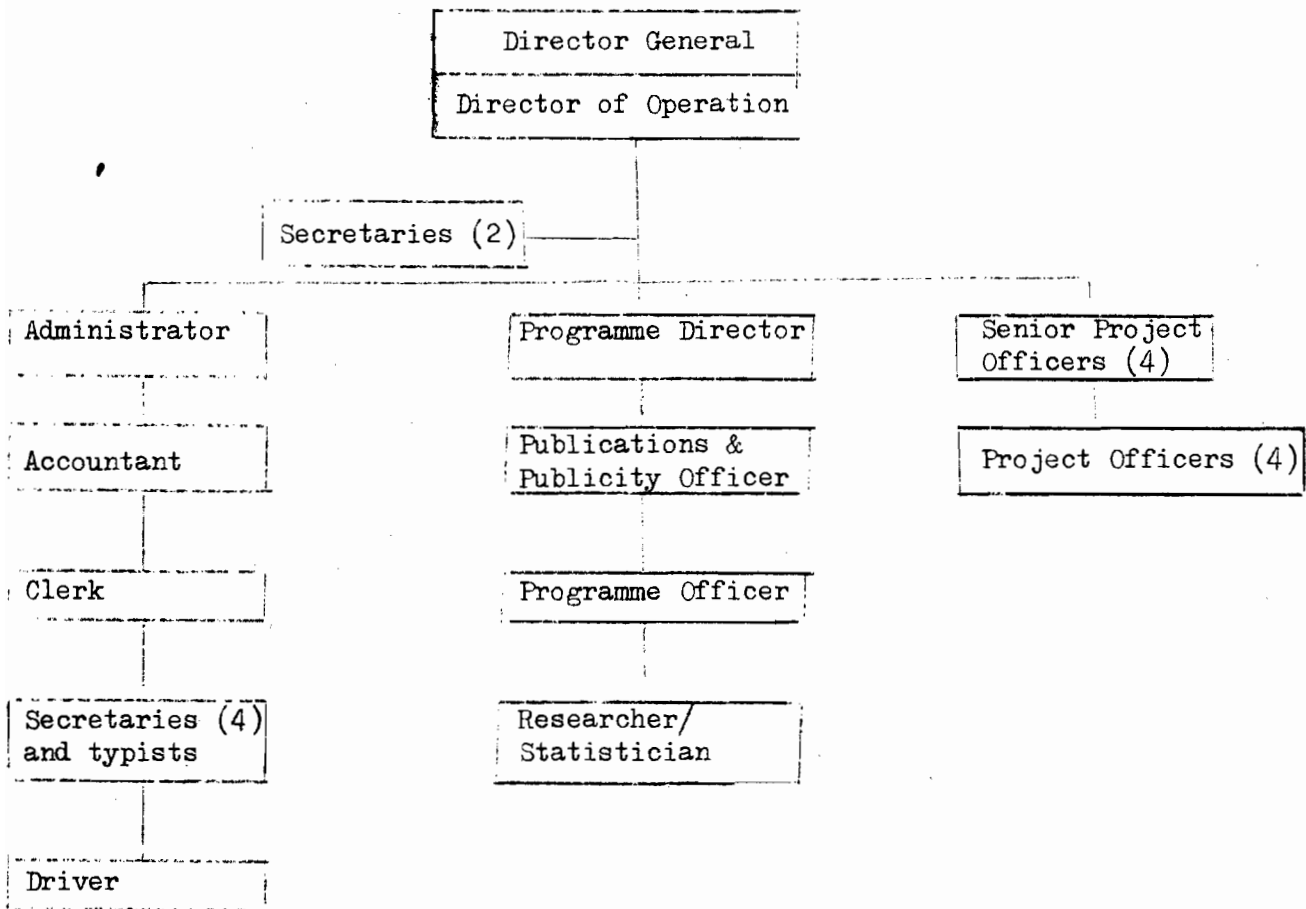 Director General
Director of Operation
Secretaries (2)
Administrator
Programme Director
Senior Project
Officers (4)
Accountant
Publications &
Publicity Officer
Project Officers (4)
Clerk
Programme Officer
Secretaries (4)
and typists
Researcher/
Statistician
Driver